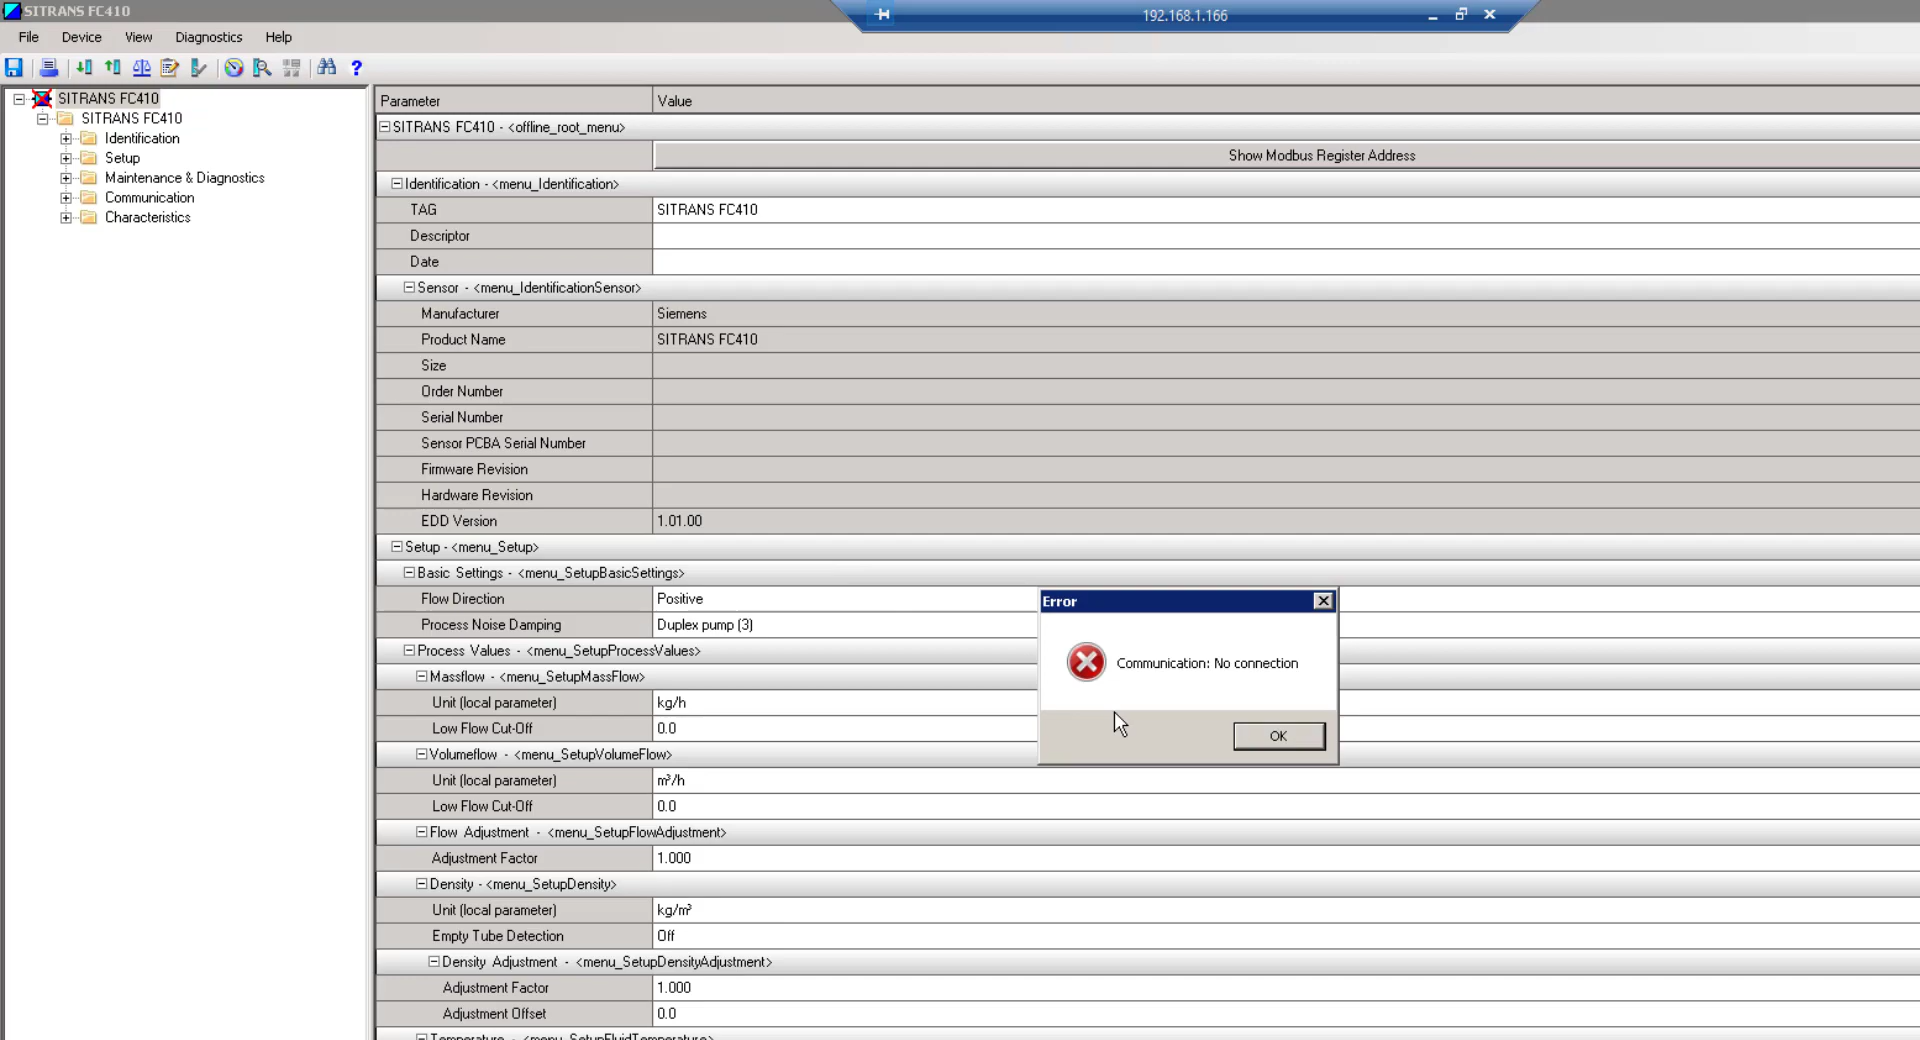 SITRANS FC410
192.168.1.166
File Device View Diagnostics Help
SITRANS FC410
SITRANS FC410
Identification
Setup
Maintenance & Diagnostics
Communication
Characteristics
Parameter Value
SITRANS FC410 - <offline_root_menu>
Show Modbus Register Address
Identification - <menu_Identification>
TAG SITRANS FC410
Descriptor
Date
Sensor - <menu_IdentificationSensor>
Manufacturer Siemens
Product Name SITRANS FC410
Size
Order Number
Serial Number
Sensor PCBA Serial Number
Firmware Revision
Hardware Revision
EDD Version 1.01.00
Setup - <menu_Setup>
Basic Settings - <menu_SetupBasicSettings>
Flow Direction Positive
Process Noise Damping Duplex pump (3)
Process Values - <menu_SetupProcessValues>
Massflow - <menu_SetupMassFlow>
Unit (local parameter) kg/h
Low Flow Cut-Off 0.0
Volumeflow - <menu_SetupVolumeFlow>
Unit (local parameter) m³/h
Low Flow Cut-Off 0.0
Flow Adjustment - <menu_SetupFlowAdjustment>
Adjustment Factor 1.000
Density - <menu_SetupDensity>
Unit (local parameter) kg/m³
Empty Tube Detection Off
Density Adjustment - <menu_SetupDensityAdjustment>
Adjustment Factor 1.000
Adjustment Offset 0.0
Temperature - <menu_SetupFluidTemperature>
Error
Communication: No connection
OK